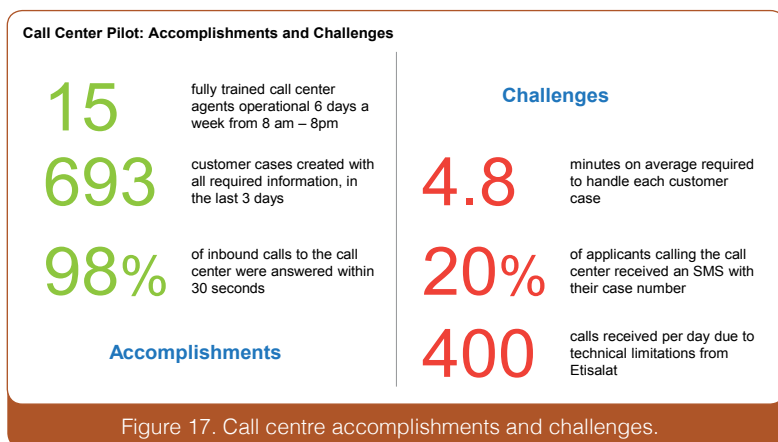 Call Center Pilot: Accomplishments and Challenges
15
fully trained call center
agents operational 6 days a
week from 8 am – 8pm
693
customer cases created with
all required information, in
the last 3 days
98%
of inbound calls to the call
center were answered within
30 seconds
Accomplishments
Challenges
4.8
minutes on average required
to handle each customer
case
20%
of applicants calling the call
center received an SMS with
their case number
400
calls received per day due to
technical limitations from
Etisalat
Figure 17. Call centre accomplishments and challenges.